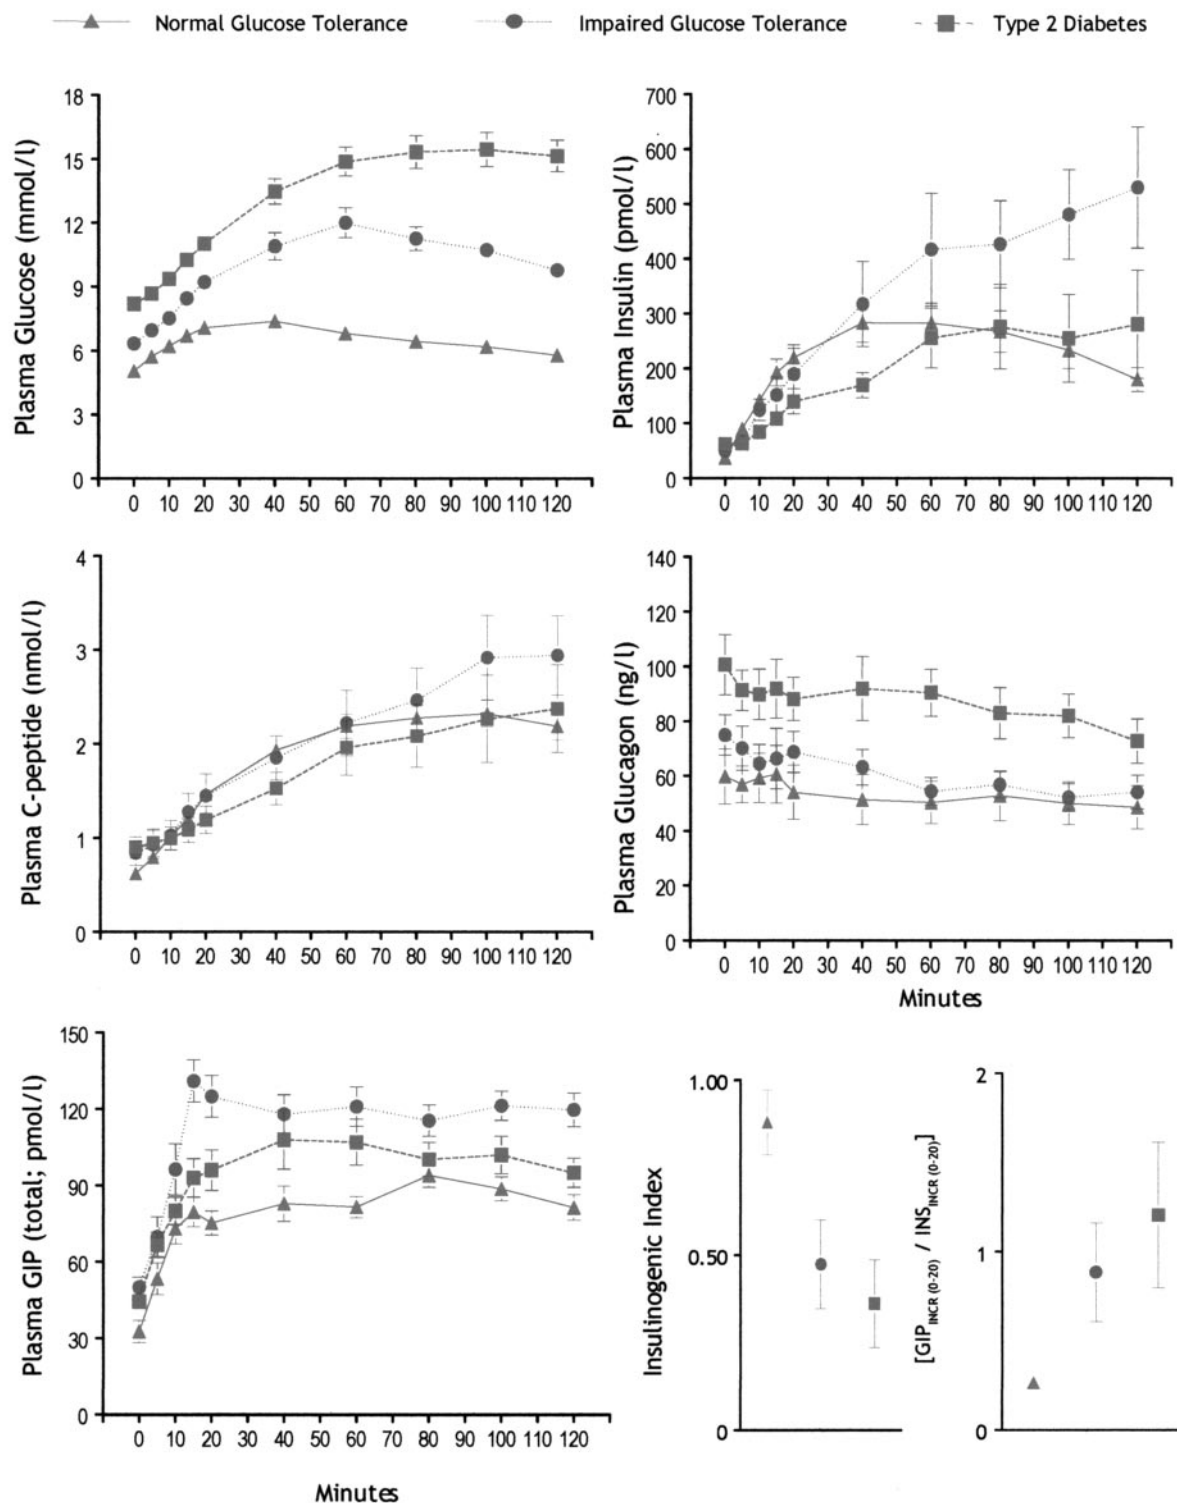 Normal Glucose Tolerance
Impaired Glucose Tolerance
Type 2 Diabetes
Plasma Glucose (mmol/l)
18
15
12
9
6
3
0
0 10 20 30 40 50 60 70 80 90 100 110 120
Plasma Insulin (pmol/l)
700
600
500
400
300
200
100
0
0 10 20 30 40 50 60 70 80 90 100 110 120
Plasma C-peptide (nmol/l)
4
3
2
1
0
0 10 20 30 40 50 60 70 80 90 100 110 120
Plasma Glucagon (ng/l)
140
120
100
80
60
40
20
0
0 10 20 30 40 50 60 70 80 90 100 110 120
Minutes
Plasma GIP (total; pmol/l)
150
120
90
60
30
0
0 10 20 30 40 50 60 70 80 90 100 110 120
Minutes
Insulinogenic Index
1.00
0.50
0
[GIP INCR (0-20) / INS INCR (0-20)]
2
1
0